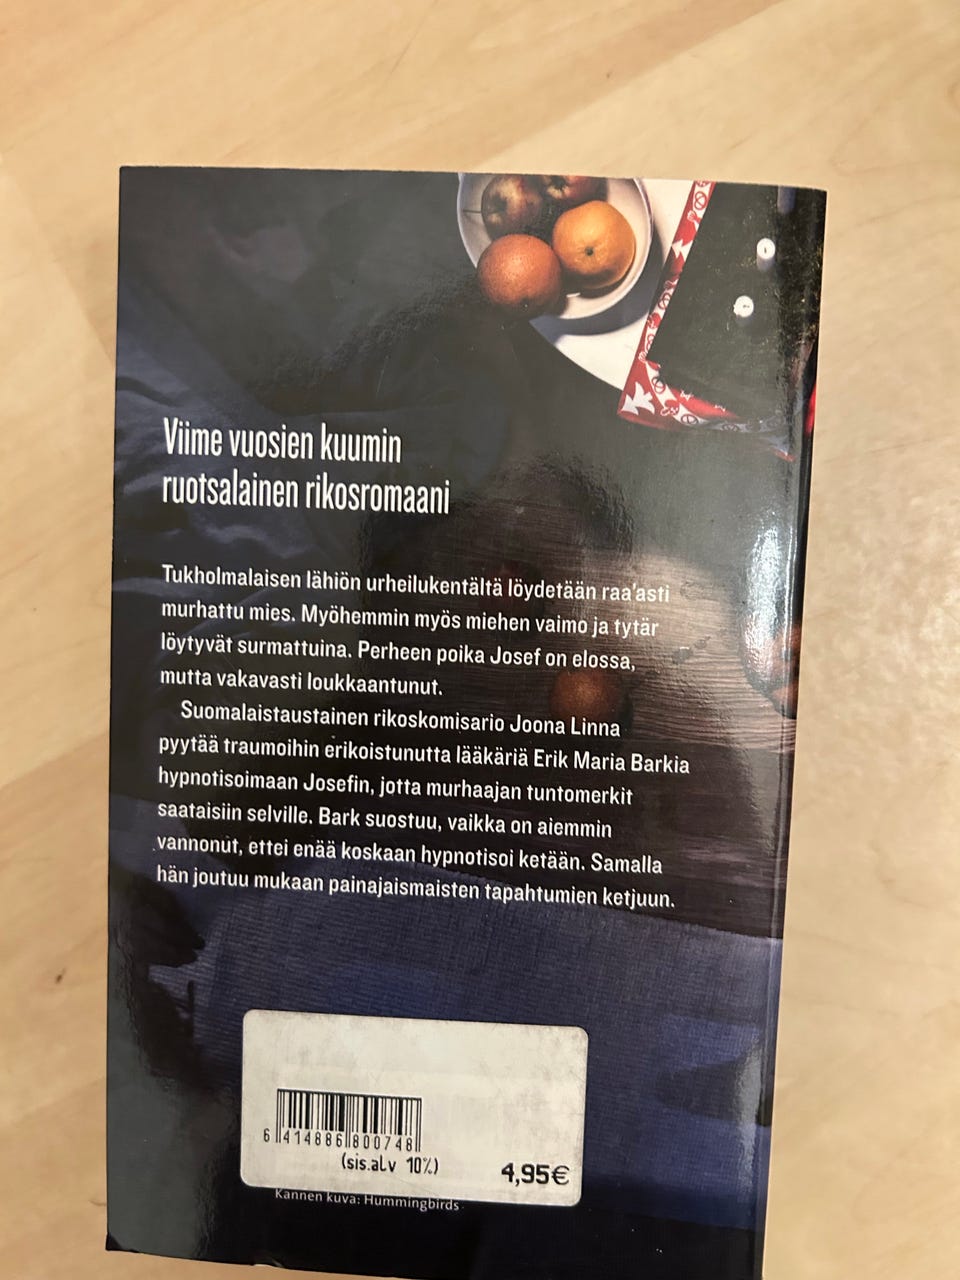 Viime vuosien kuumin
ruotsalainen rikosromaani
Tukholmalaisen lähiön urheilukentältä löydetään raa'asti
murhattu mies. Myöhemmin myös miehen vaimo ja tytär
löytyvät surmattuina. Perheen poika Josef on elossa,
mutta vakavasti loukkaantunut.
Suomalaistaustainen rikoskomisario Joona Linna
pyytää traumoihin erikoistunutta lääkäriä Erik Maria Barkia
hypnotisoimaan Josefin, jotta murhaajan tuntomerkit
saataisiin selville. Bark suostuu, vaikka on aiemmin
vannonut, ettei enää koskaan hypnotisoi ketään. Samalla
hän joutuu mukaan painajaismaisten tapahtumien ketjuun.
6 414886 800748
(sis.alv 10%)
4,95€
Kannen kuva: Hummingbirds